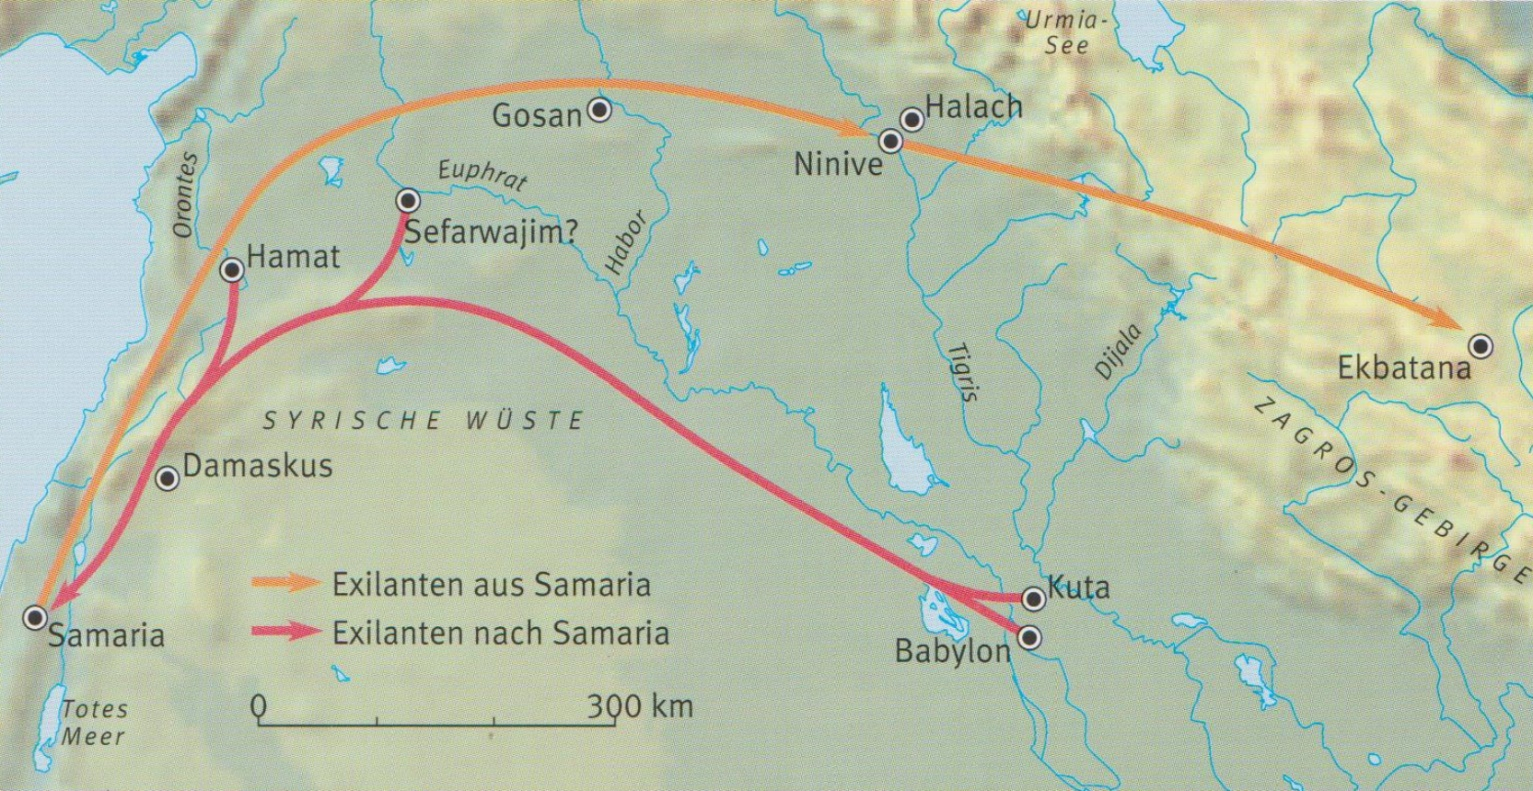 Urmia-
See
Halach
Gosan
Ninive
Orontes
Euphrat
Sefarwajim?
Habor
Hamat
Tigris
Dijala
Ekbatana
SYRISCHE WÜSTE
ZAGROS-GEBIRGE
Damaskus
Exilanten aus Samaria
Kuta
Samaria
Exilanten nach Samaria
Babylon
0 300 km
Totes
Meer